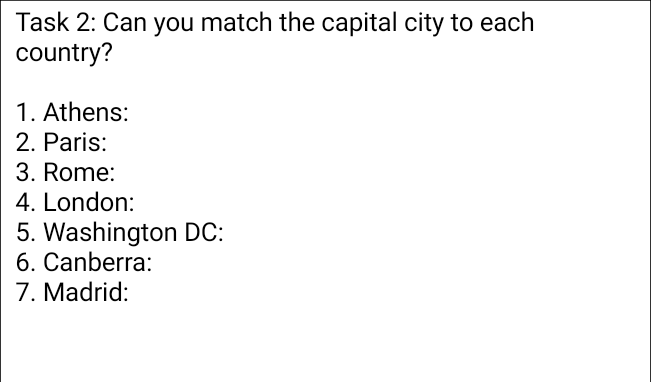 Task 2: Can you match the capital city to each
country?
1. Athens:
2. Paris:
3. Rome:
4. London:
5. Washington DC:
6. Canberra:
7. Madrid: